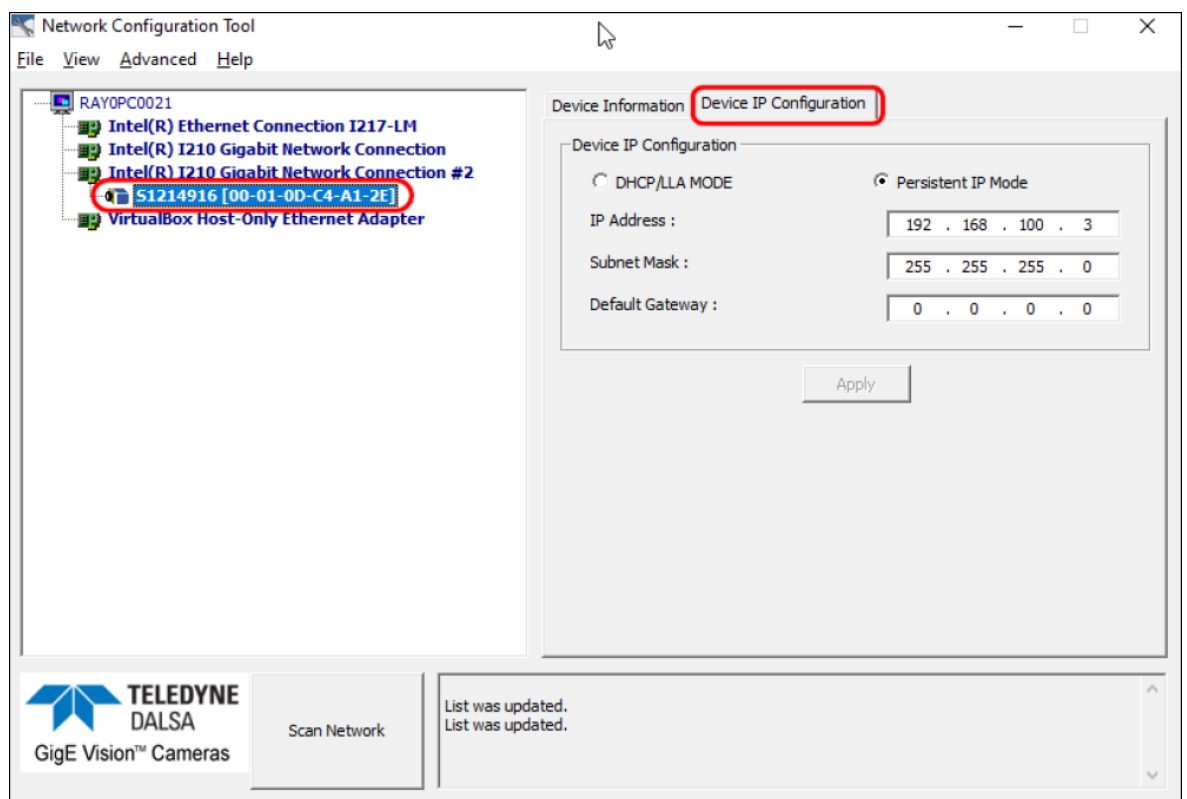 Network Configuration Tool
File View Advanced Help
RAY0PC0021
Intel(R) Ethernet Connection I217-LM
Intel(R) I210 Gigabit Network Connection
Intel(R) I210 Gigabit Network Connection #2
S1214916 [00-01-0D-C4-A1-2E]
VirtualBox Host-Only Ethernet Adapter
Device Information Device IP Configuration
Device IP Configuration
DHCP/LLA MODE Persistent IP Mode
IP Address : 192 . 168 . 100 . 3
Subnet Mask : 255 . 255 . 255 . 0
Default Gateway : 0 . 0 . 0 . 0
Apply
TELEDYNE
DALSA
GigE Vision™ Cameras
Scan Network
List was updated.
List was updated.